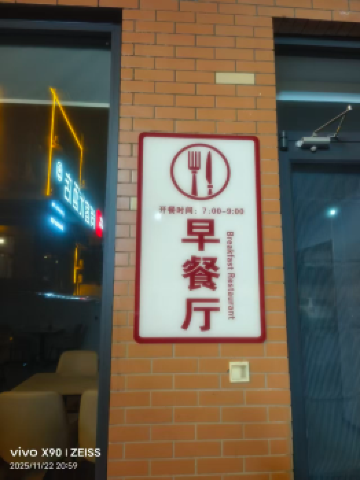 开餐时间：7:00-9:00
早餐厅
Breakfast Restaurant
vivo X90 | ZEISS
2025/11/22 20:59